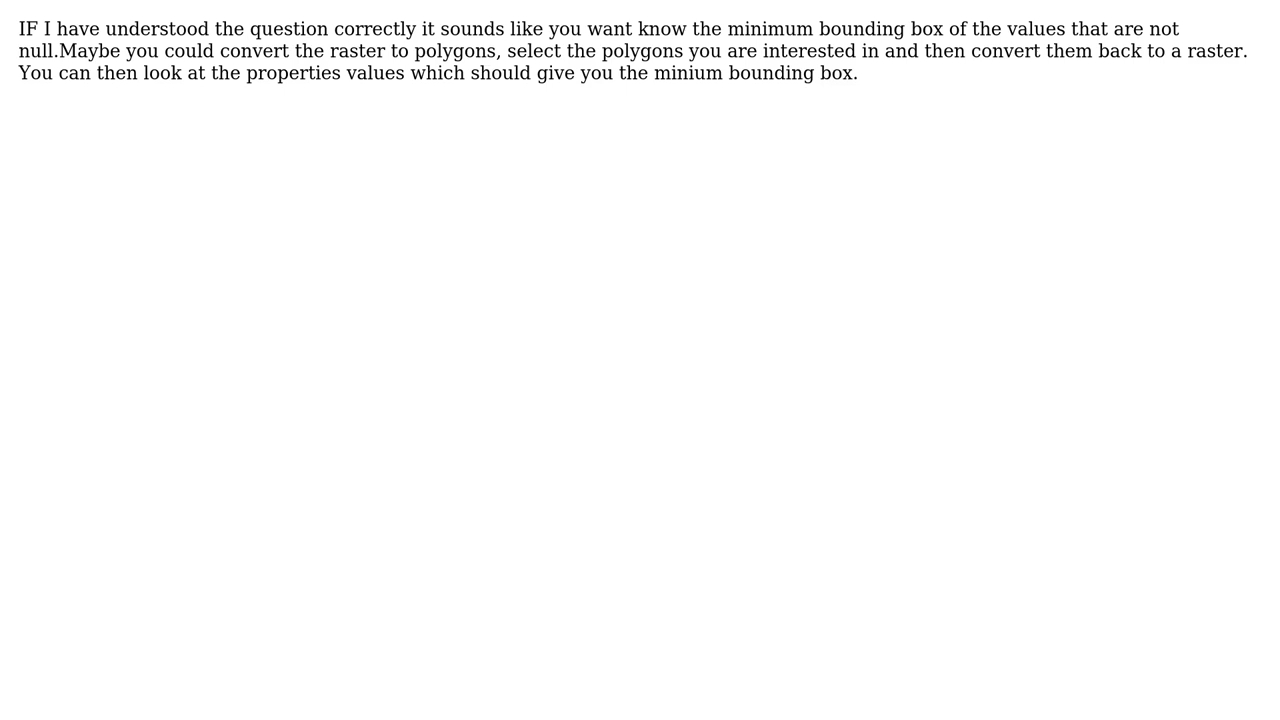 IF I have understood the question correctly it sounds like you want know the minimum bounding box of the values that are not
null.Maybe you could convert the raster to polygons, select the polygons you are interested in and then convert them back to a raster.
You can then look at the properties values which should give you the minium bounding box.